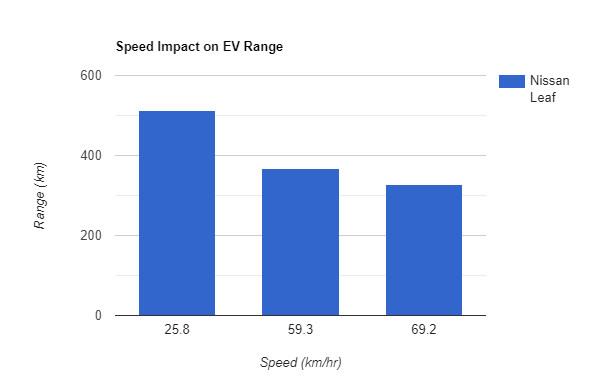 Speed Impact on EV Range
600
400
200
0
Range (km)
25.8 59.3 69.2
Speed (km/hr)
Nissan
Leaf